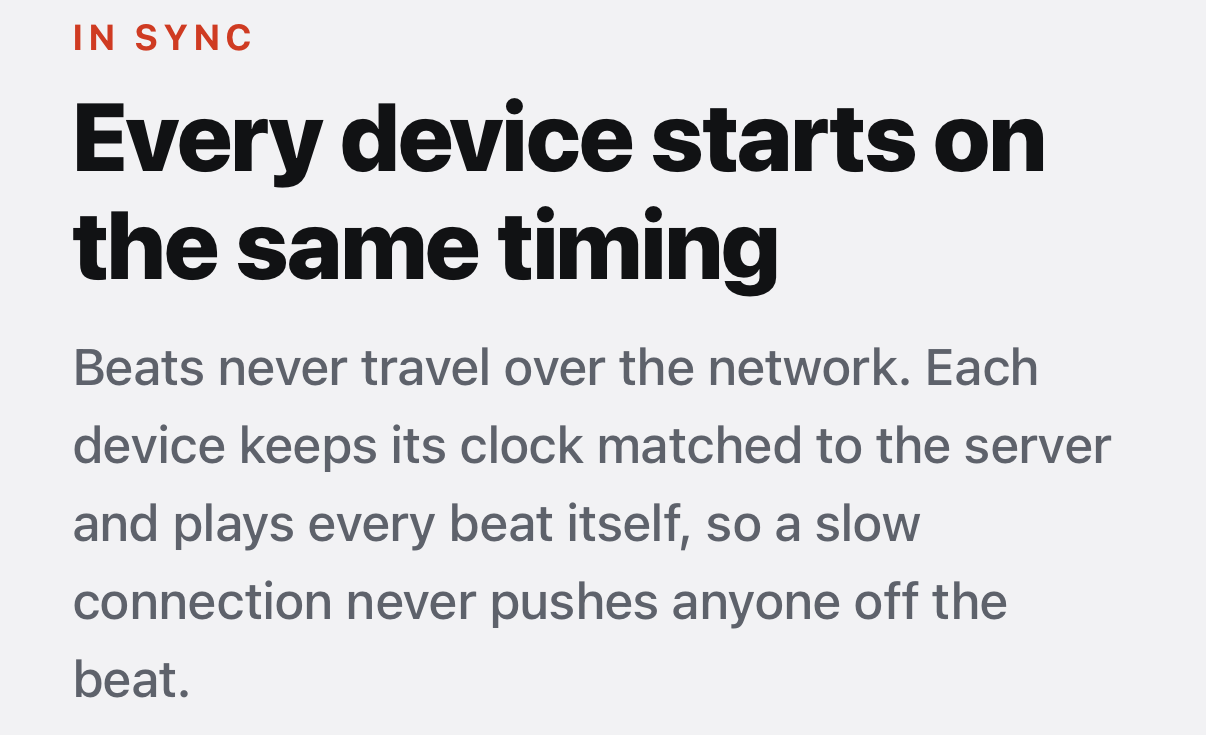 IN SYNC
Every device starts on
the same timing
Beats never travel over the network. Each
device keeps its clock matched to the server
and plays every beat itself, so a slow
connection never pushes anyone off the
beat.